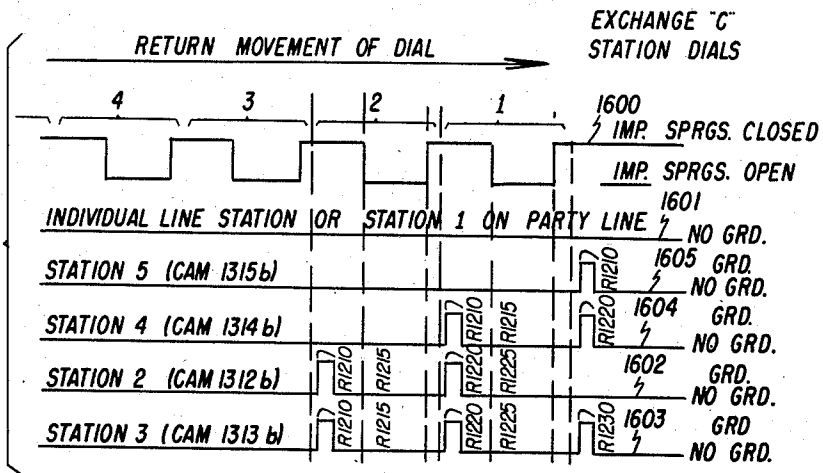 EXCHANGE "C"
RETURN MOVEMENT OF DIAL STATION DIALS
4 3 2 1 1600
IMP. SPRGS. CLOSED
IMP. SPRGS. OPEN
1601
INDIVIDUAL LINE STATION OR STATION 1 ON PARTY LINE NO GRD.
STATION 5 (CAM 1315b) R1210 1605 GRD.
NO GRD.
STATION 4 (CAM 1314b) R1210 R1215 R1220 1604 GRD.
NO GRD.
STATION 2 (CAM 1312b) R1210 R1215 R1220 R1225 1602 GRD.
NO GRD.
STATION 3 (CAM 1313b) R1210 R1215 R1220 R1225 R1230 1603 GRD
NO GRD.